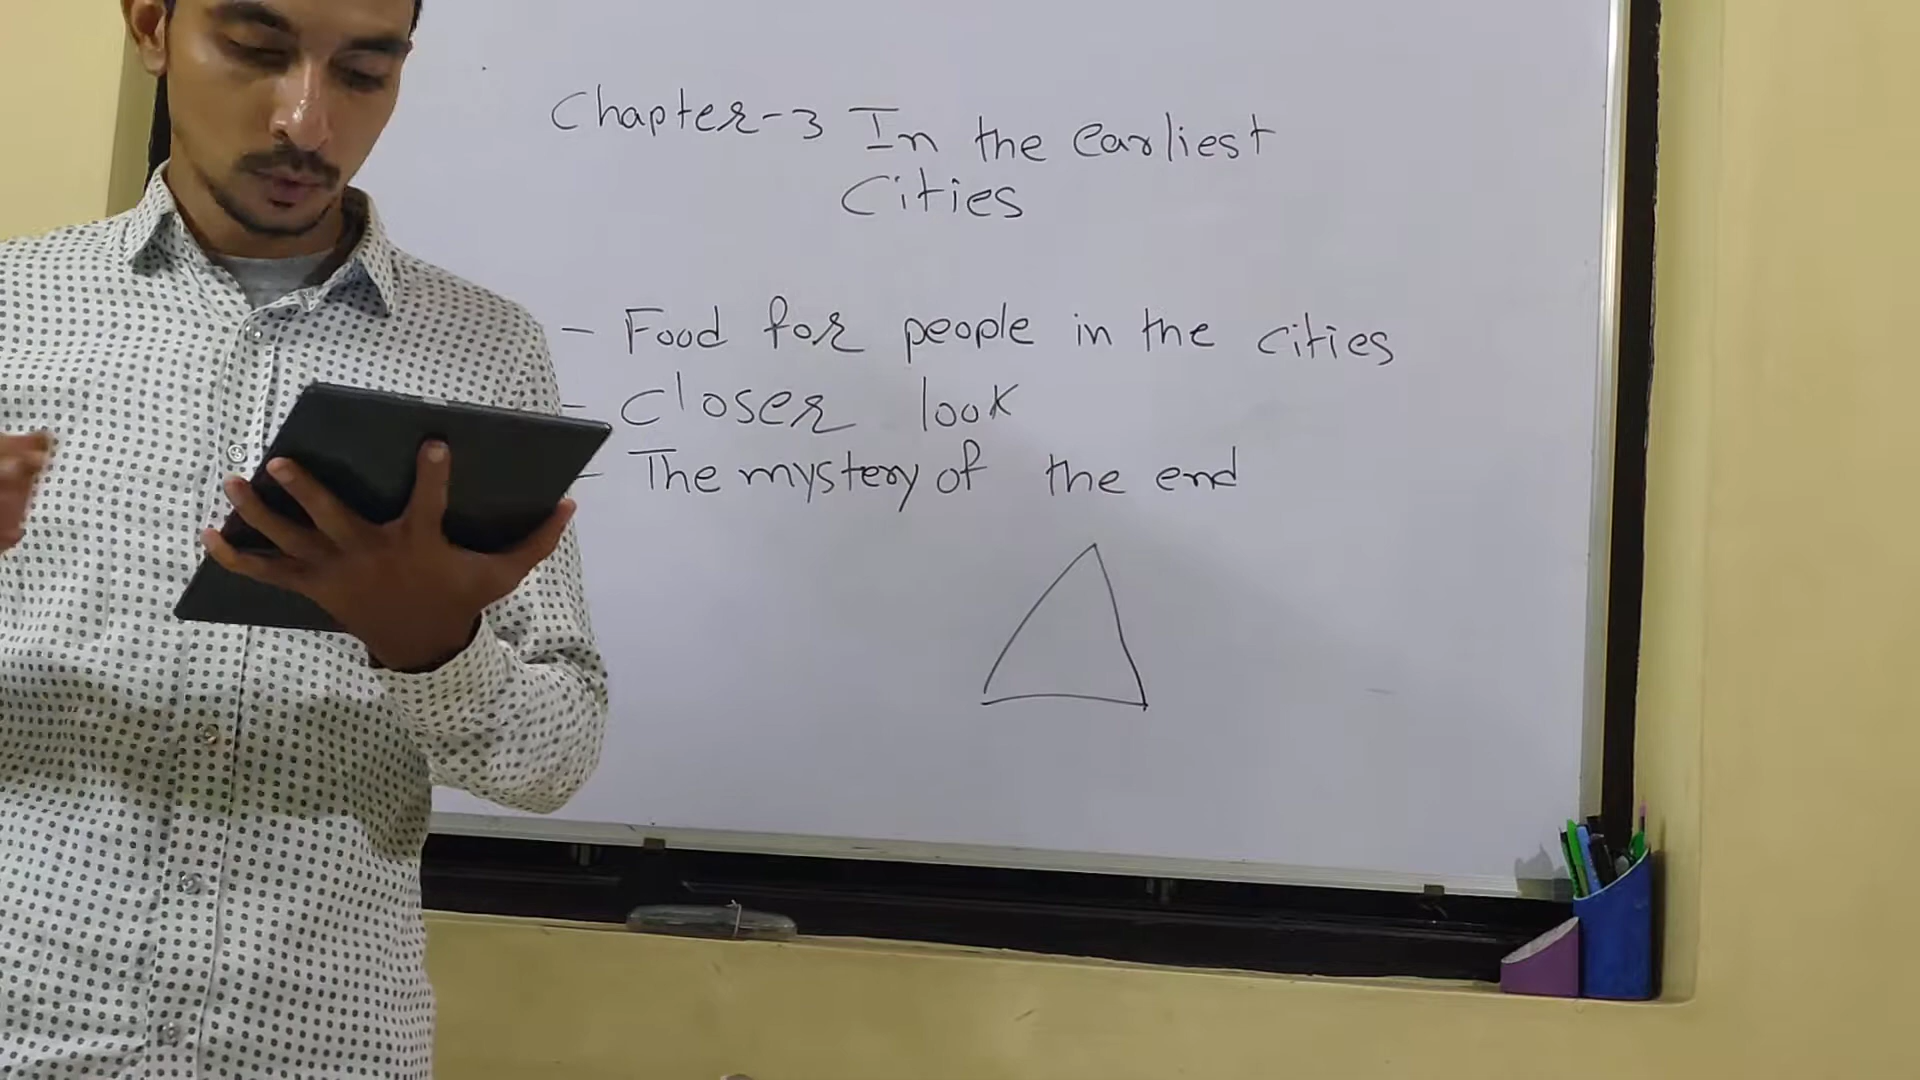 Chapter-3 In the earliest
Cities
- Food for people in the cities
- Closer look
- The mystery of the end